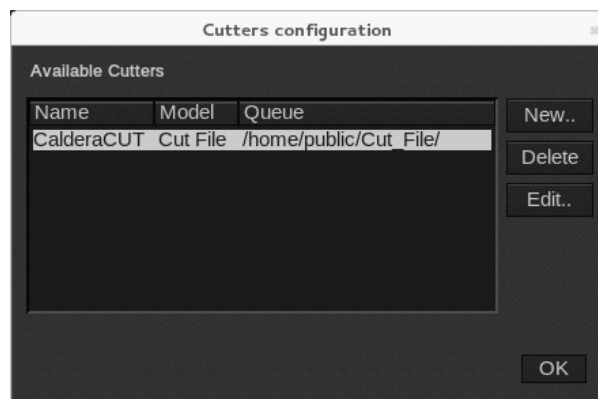 Cutters configuration
Available Cutters
Name Model Queue
CalderaCUT Cut File /home/public/Cut_File/
New..
Delete
Edit..
OK